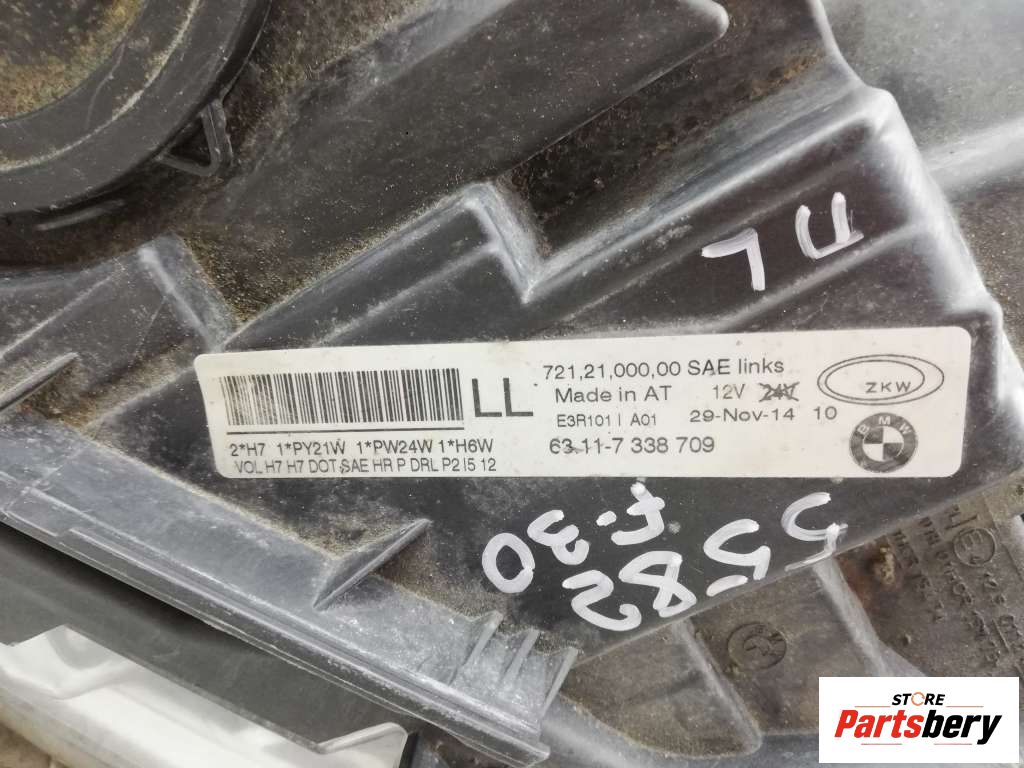 ПL
721,21,000,00 SAE links
LL
Made in AT 12V 24V
ZKW
E3R101 I A01 29-Nov-14 10
BMW
2*H7 1*PY21W 1*PW24W 1*H6W
63.11-7 338 709
VOL H7 H7 DOT SAE HR P DRL P2 I5 12
5582
f-30
STORE
Partsbery